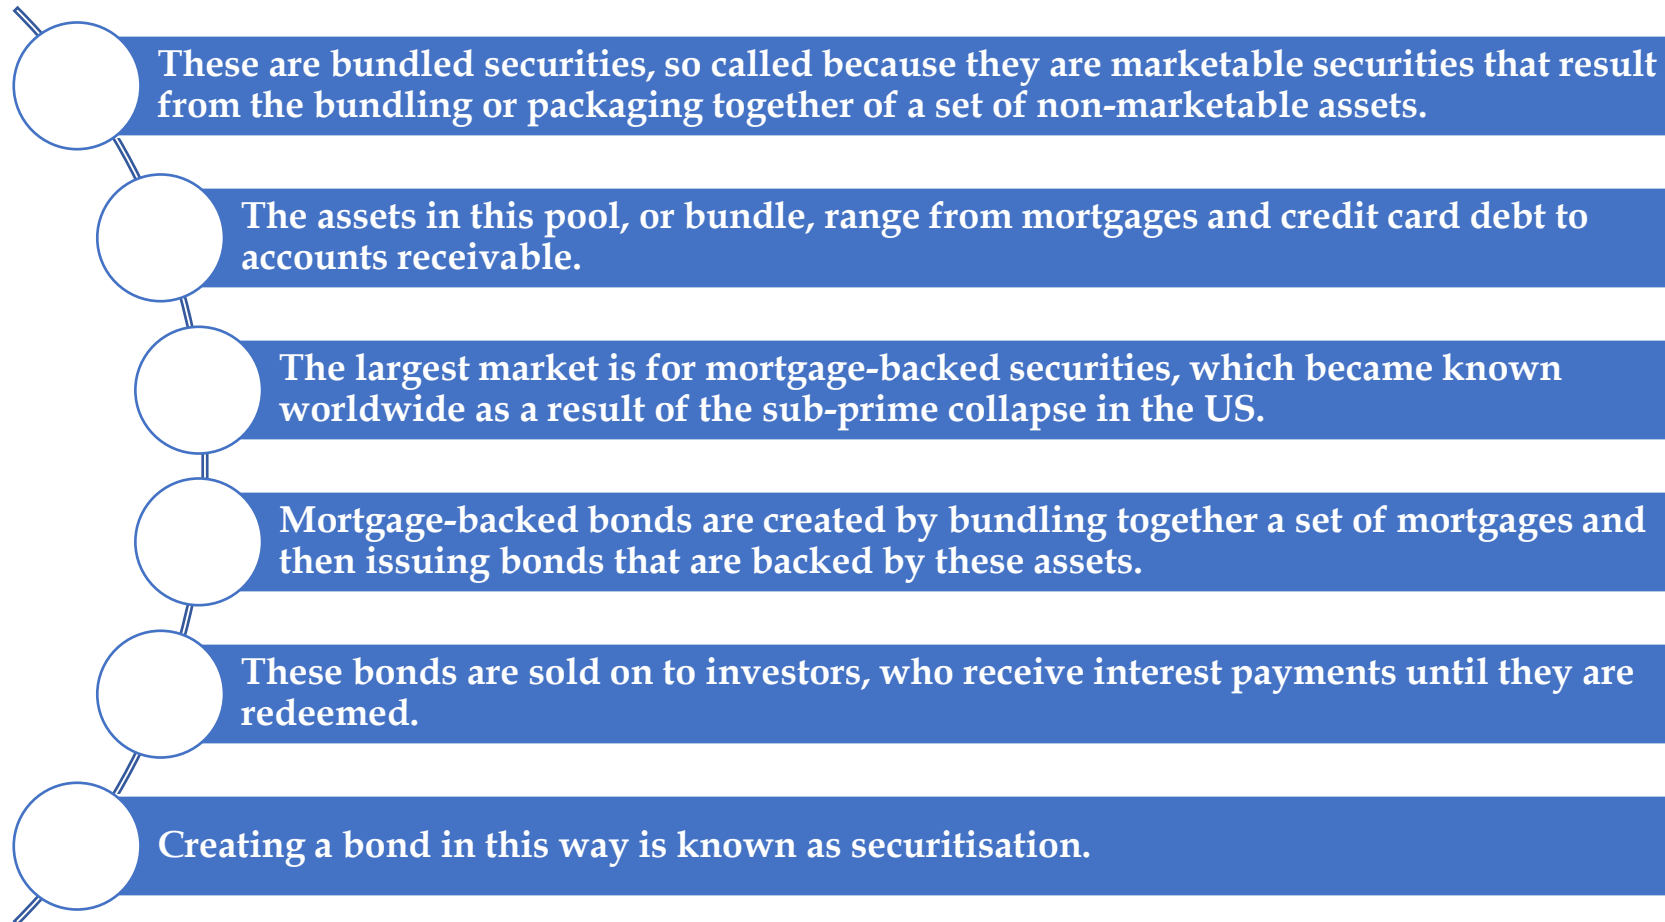 These are bundled securities, so called because they are marketable securities that result
from the bundling or packaging together of a set of non-marketable assets.
The assets in this pool, or bundle, range from mortgages and credit card debt to
accounts receivable.
The largest market is for mortgage-backed securities, which became known
worldwide as a result of the sub-prime collapse in the US.
Mortgage-backed bonds are created by bundling together a set of mortgages and
then issuing bonds that are backed by these assets.
These bonds are sold on to investors, who receive interest payments until they are
redeemed.
Creating a bond in this way is known as securitisation.